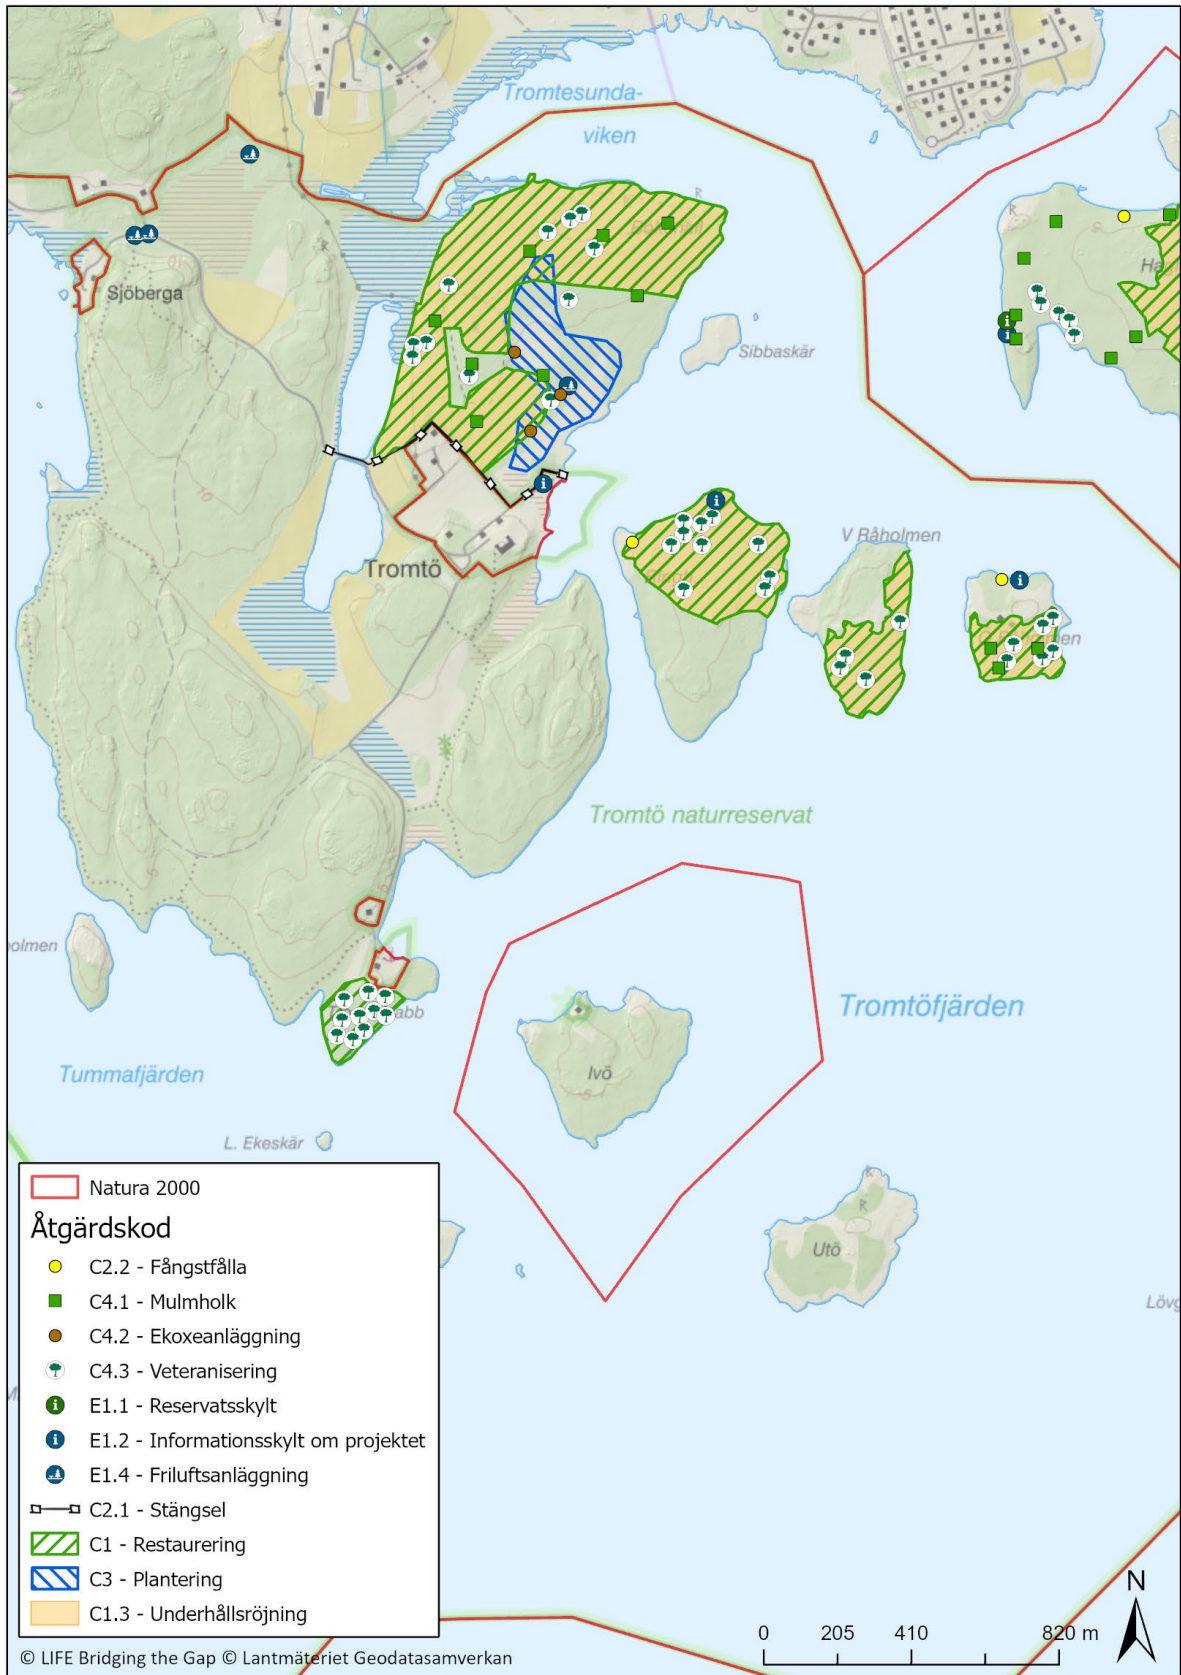 Tromtesunda-
viken
R
R
R
Sjöberga
Sibbaskär
Tromtö
V Råholmen
Tromtö naturreservat
Tromtöfjärden
Ivö
Tummafjärden
L. Ekeskär
R
R
Utö
Natura 2000
Åtgärdskod
C2.2 - Fångstfålla
C4.1 - Mulmholk
C4.2 - Ekoxeanläggning
C4.3 - Veteranisering
E1.1 - Reservatsskylt
E1.2 - Informationsskylt om projektet
E1.4 - Friluftsanläggning
C2.1 - Stängsel
C1 - Restaurering
C3 - Plantering
C1.3 - Underhållsröjning
N
0 205 410 820 m
© LIFE Bridging the Gap © Lantmäteriet Geodatasamverkan